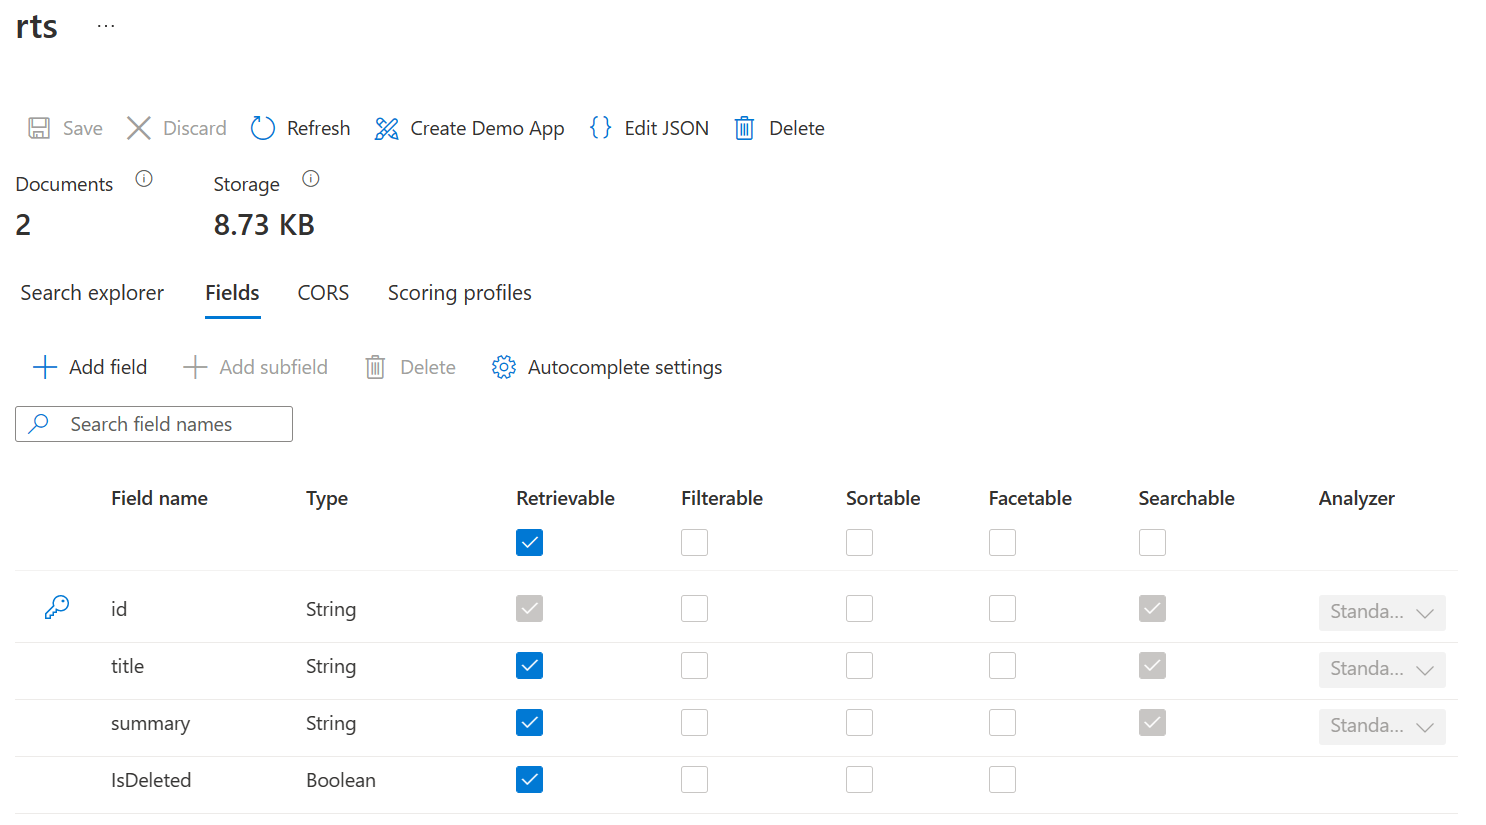 rts ...
Save Discard Refresh Create Demo App {} Edit JSON Delete
Documents Storage
2 8.73 KB
Search explorer Fields CORS Scoring profiles
Add field Add subfield Delete Autocomplete settings
Search field names
Field name Type Retrievable Filterable Sortable Facetable Searchable Analyzer
id String Standa...
title String Standa...
summary String Standa...
IsDeleted Boolean